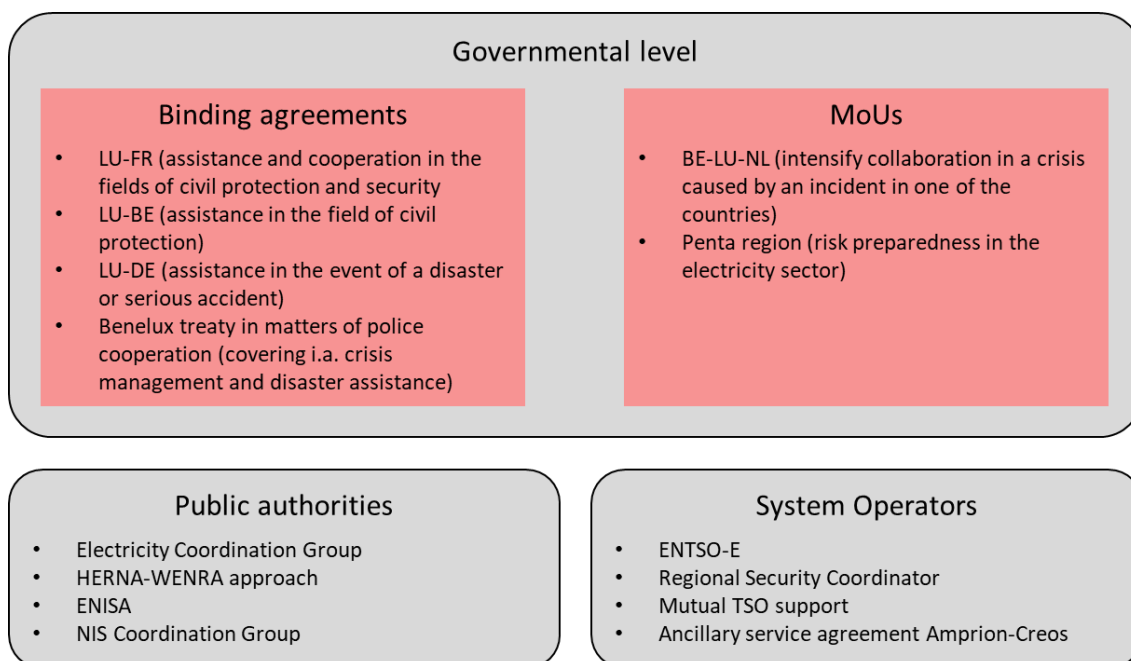 Governmental level
Binding agreements
• LU-FR (assistance and cooperation in the
fields of civil protection and security
• LU-BE (assistance in the field of civil
protection)
• LU-DE (assistance in the event of a disaster
or serious accident)
• Benelux treaty in matters of police
cooperation (covering i.a. crisis
management and disaster assistance)
MoUs
• BE-LU-NL (intensify collaboration in a crisis
caused by an incident in one of the
countries)
• Penta region (risk preparedness in the
electricity sector)
Public authorities
• Electricity Coordination Group
• HERNA-WENRA approach
• ENISA
• NIS Coordination Group
System Operators
• ENTSO-E
• Regional Security Coordinator
• Mutual TSO support
• Ancillary service agreement Amprion-Creos